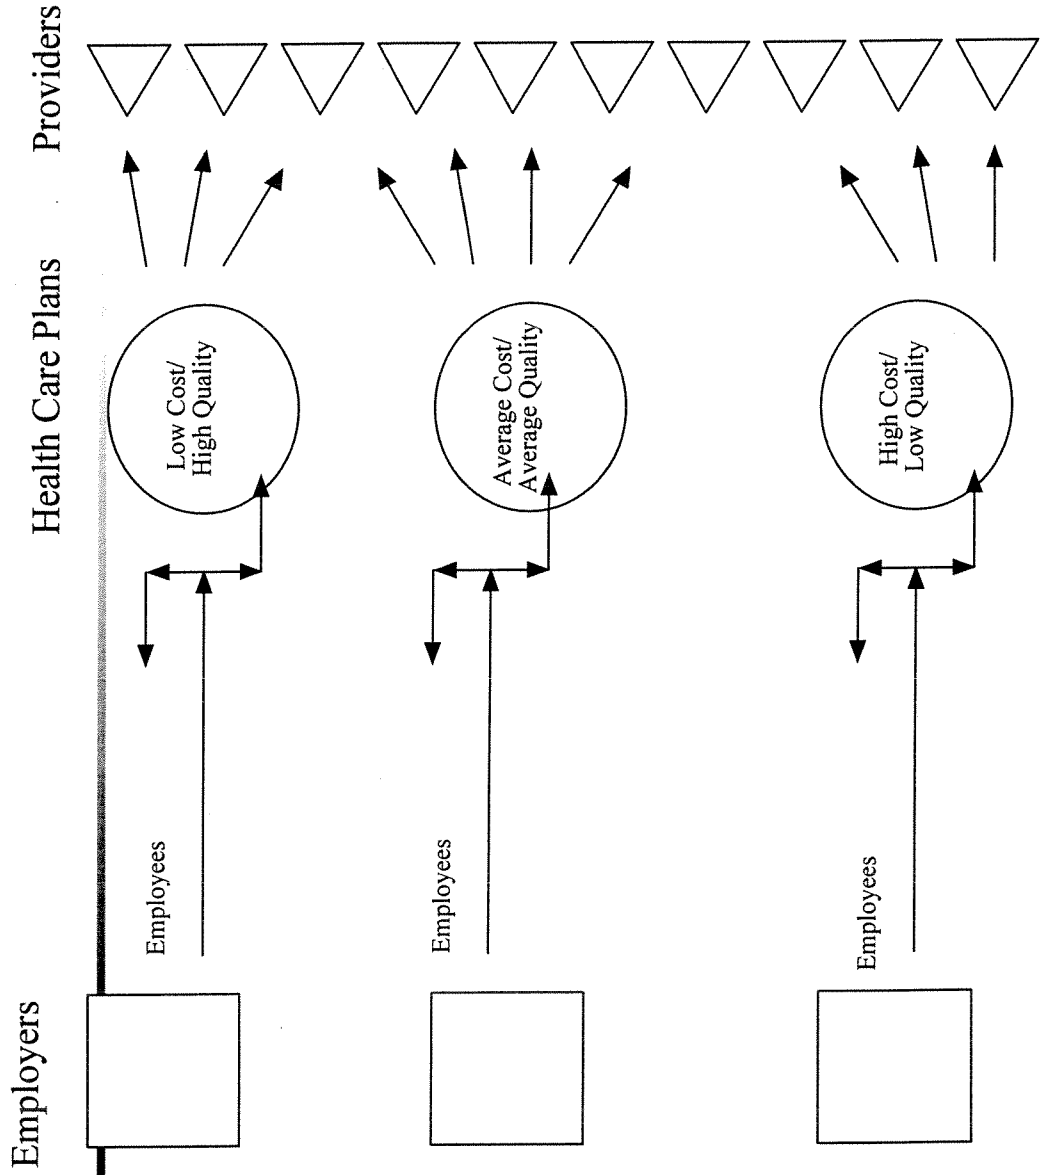 Employers
Health Care Plans
Providers
Employees
Low Cost/
High Quality
Employees
Average Cost/
Average Quality
Employees
High Cost/
Low Quality